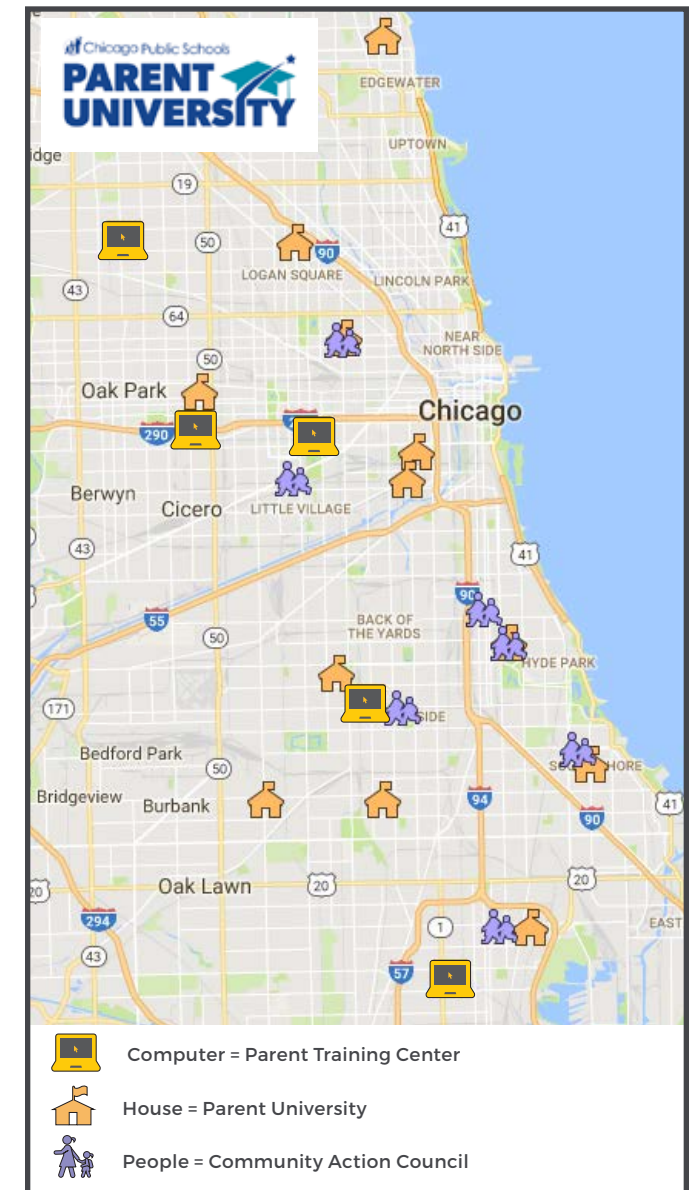 Chicago Public Schools
PARENT
UNIVERSITY
EDGEWATER
UPTOWN
idge
19
41
50
90
LOGAN SQUARE
LINCOLN PARK
43
64
NEAR
NORTH SIDE
50
Oak Park
Chicago
290
Berwyn
Cicero
LITTLE VILLAGE
43
41
90
55
BACK OF
THE YARDS
50
HYDE PARK
171
SIDE
Bedford Park
HORE
50
Bridgeview
Burbank
94
41
90
Oak Lawn
20
20
20
294
1
EAST
43
57
Computer = Parent Training Center
House = Parent University
People = Community Action Council